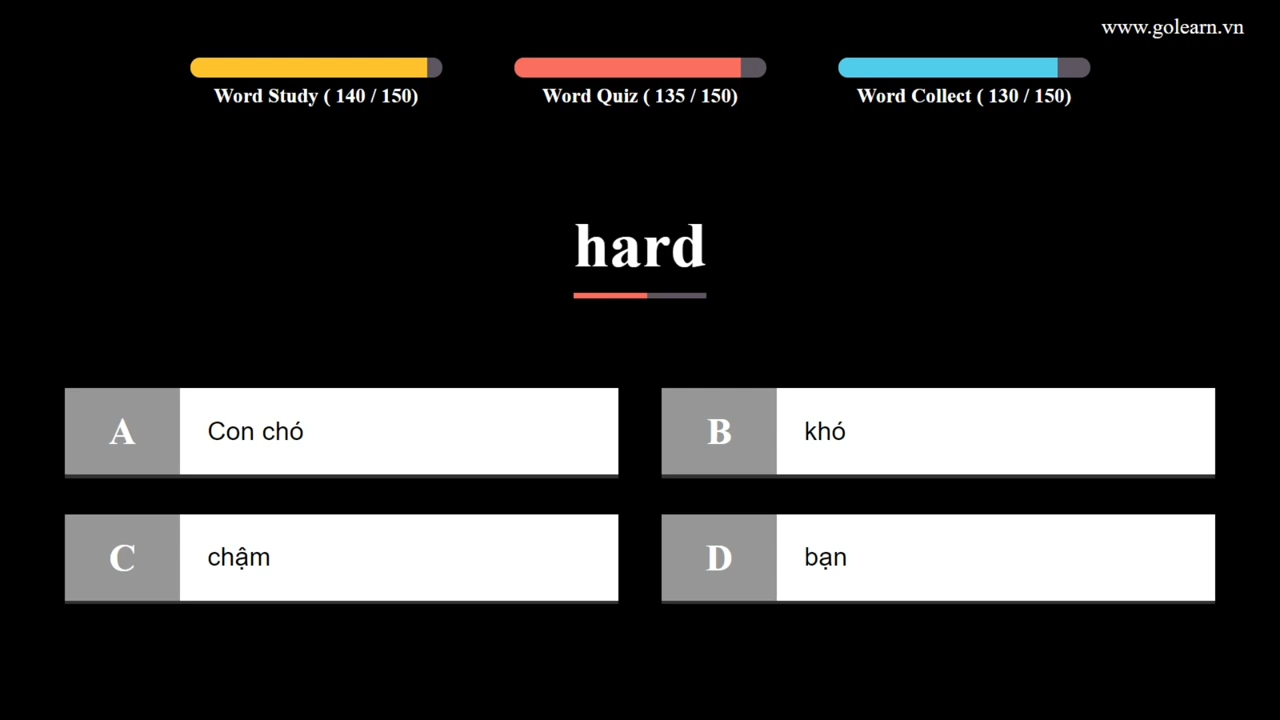 www.golearn.vn
Word Study ( 140 / 150)
Word Quiz ( 135 / 150)
Word Collect ( 130 / 150)
hard
A Con chó
B khó
C chậm
D bạn